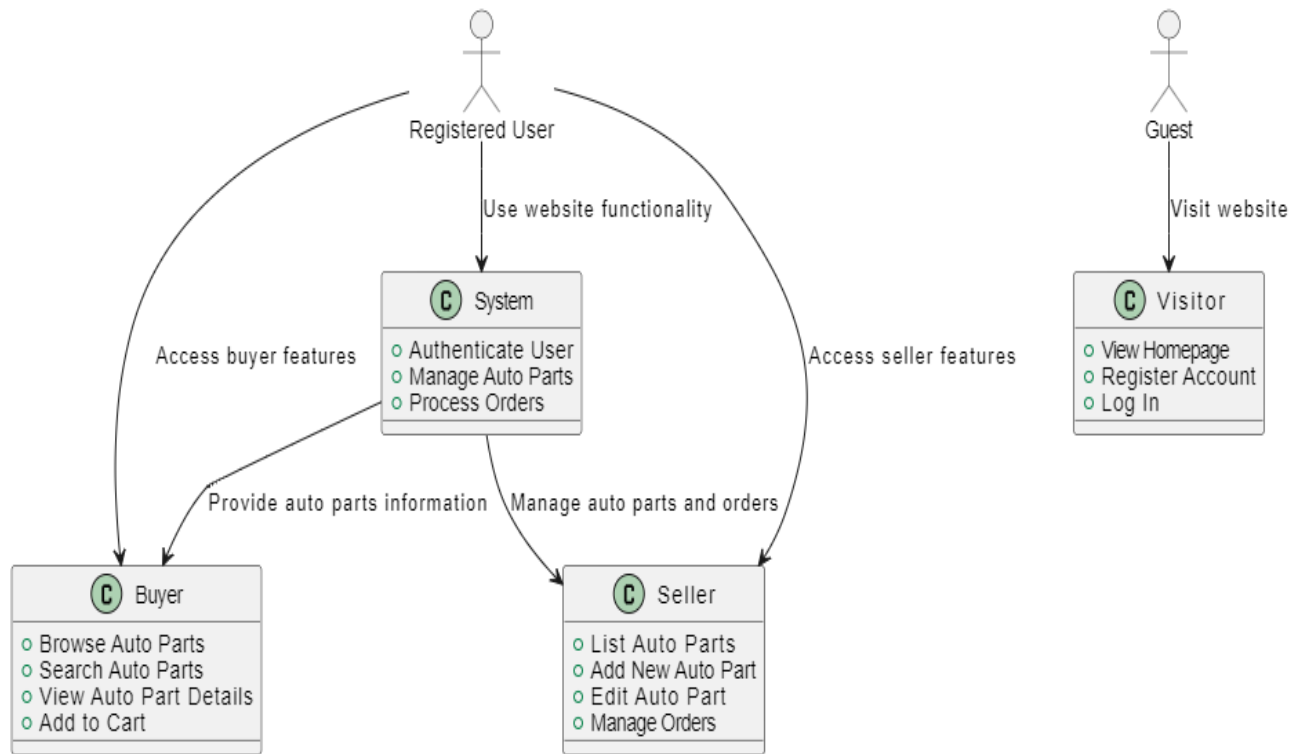 Registered User
Guest
Use website functionality
Visit website
C System
Authenticate User
Manage Auto Parts
Process Orders
C Visitor
View Homepage
Register Account
Log In
Access buyer features
Access seller features
Provide auto parts information
Manage auto parts and orders
C Buyer
Browse Auto Parts
Search Auto Parts
View Auto Part Details
Add to Cart
C Seller
List Auto Parts
Add New Auto Part
Edit Auto Part
Manage Orders